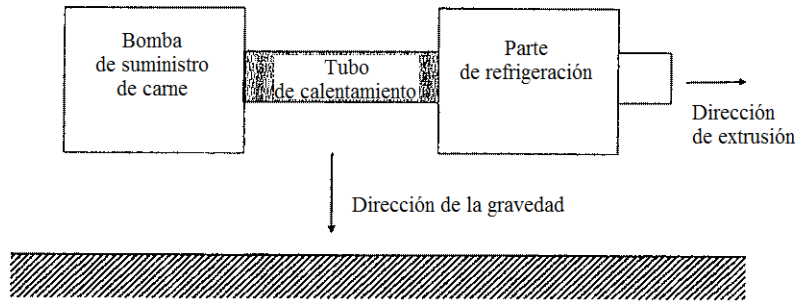 Bomba
de suministro
de carne
Tubo
de calentamiento
Parte
de refrigeración
Dirección
de extrusión
Dirección de la gravedad